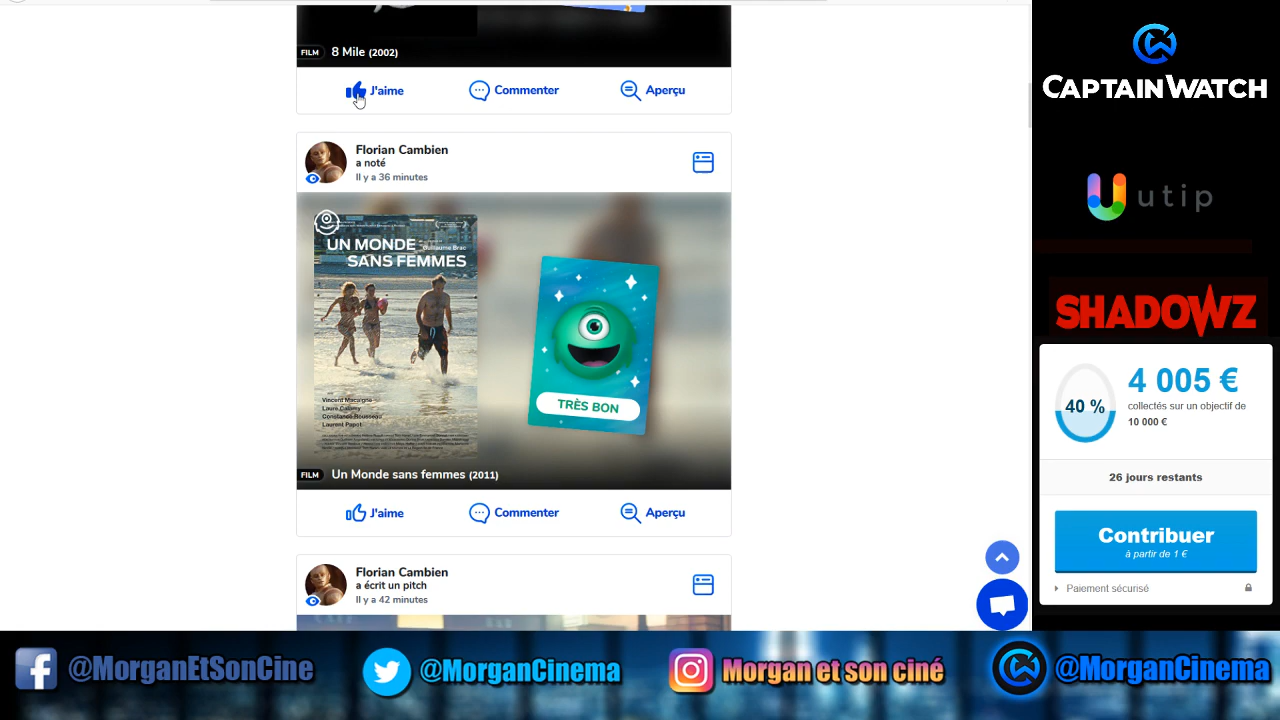 FILM 8 Mile (2002)
J'aime Commenter Aperçu
Florian Cambien
a noté
Il y a 36 minutes
UN MONDE
Guillaume Brac
SANS FEMMES
Vincent Macaigne
Laure Calamy
Constance Rousseau
Laurent Papot
TRÈS BON
FILM Un Monde sans femmes (2011)
J'aime Commenter Aperçu
Florian Cambien
a écrit un pitch
Il y a 42 minutes
CAPTAINWATCH
utip
SHADOWZ
40 %
4 005 €
collectés sur un objectif de
10 000 €
26 jours restants
Contribuer
à partir de 1 €
Paiement sécurisé
@MorganEtSonCine @MorganCinema Morgan et son ciné @MorganCinema